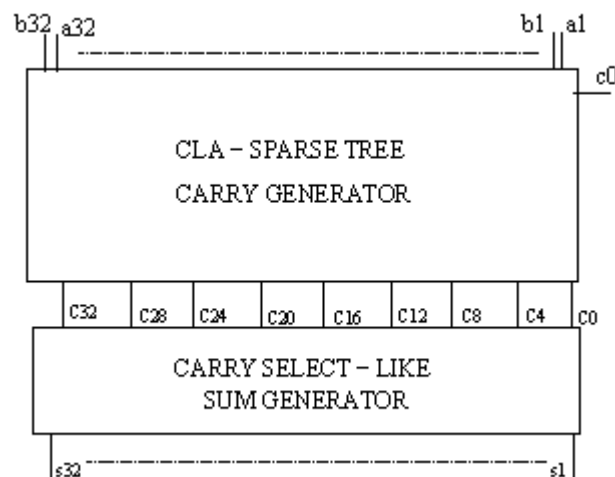 b32 a32 b1 a1
c0
CLA – SPARSE TREE
CARRY GENERATOR
C32 C28 C24 C20 C16 C12 C8 C4 C0
CARRY SELECT – LIKE
SUM GENERATOR
s32 s1